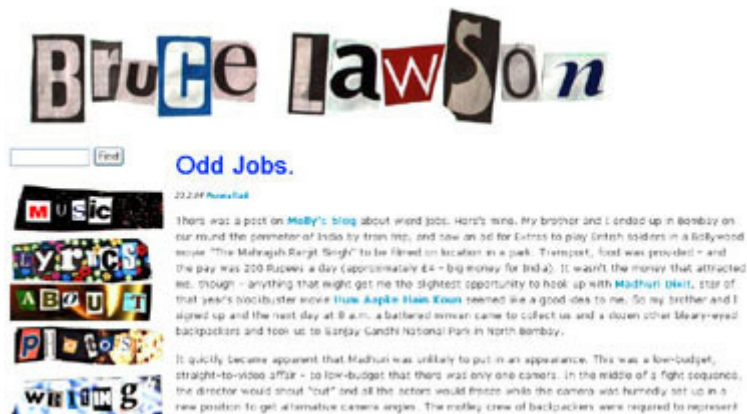 Bruce Lawson
Find
Odd Jobs.
Music
Lyrics
About
Photos
Writing
There was a post on Molly's blog about weird jobs. Here's mine. My brother and I ended up in Bombay on
our round the perimeter of India by train trip, and saw an ad for Extras to play British soldiers in a Bollywood
movie "The Maharajah Ranjit Singh" to be filmed on location in a park. Transport, food was provided – and
the pay was 200 Rupees a day (approximately £4 – big money for India). It wasn't the money that attracted
me, though – anything that might get me the slightest opportunity to hook up with Madhuri Dixit, star of
that year's blockbuster movie Hum Aapke Hain Koun seemed like a good idea to me. So my brother and I
signed up and the next day at 8 a.m. a battered minivan came to collect us and a dozen other bleary-eyed
backpackers and took us to Sanjay Gandhi National Park in North Bombay.
It quickly became apparent that Madhuri was unlikely to put in an appearance. This was a low-budget,
straight-to-video affair – so low-budget that there was only one camera. In the middle of a fight sequence,
the director would shout "cut" and all the actors would freeze while the camera was hurriedly set up in a
new position to get alternative camera angles. The motley crew of backpackers were required to represent